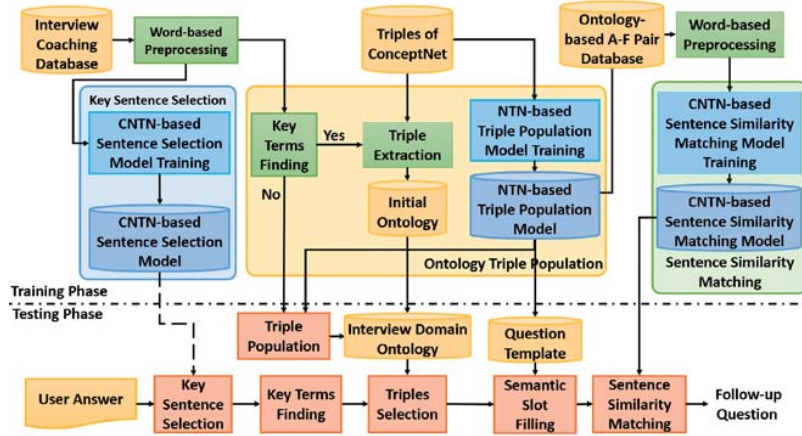 Interview
Coaching
Database
Word-based
Preprocessing
Triples of
ConceptNet
Ontology-
based A-F Pair
Database
Word-based
Preprocessing
Key Sentence Selection
CNTN-based
Sentence Selection
Model Training
CNTN-based
Sentence Selection
Model
Key
Terms
Finding
Yes
No
Triple
Extraction
Initial
Ontology
NTN-based
Triple Population
Model Training
NTN-based
Triple Population
Model
Ontology Triple Population
CNTN-based
Sentence Similarity
Matching Model
Training
CNTN-based
Sentence Similarity
Matching Model
Sentence Similarity
Matching
Training Phase
Testing Phase
Triple
Population
Interview Domain
Ontology
Question
Template
User Answer
Key
Sentence
Selection
Key Terms
Finding
Triples
Selection
Semantic
Slot
Filling
Sentence
Similarity
Matching
Follow-up
Question